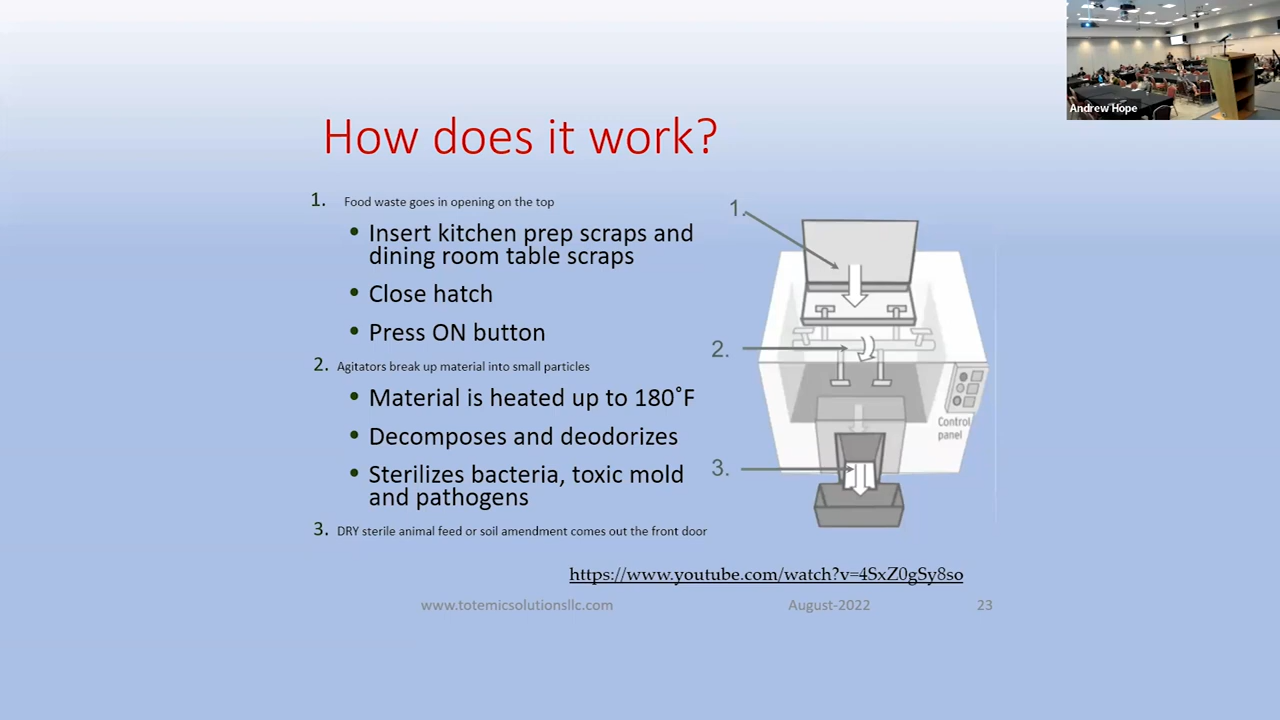 Andrew Hope
How does it work?
1. Food waste goes in opening on the top
• Insert kitchen prep scraps and
dining room table scraps
• Close hatch
• Press ON button
2. Agitators break up material into small particles
• Material is heated up to 180˚F
• Decomposes and deodorizes
• Sterilizes bacteria, toxic mold
and pathogens
3. DRY sterile animal feed or soil amendment comes out the front door
1.
2.
3.
Control
panel
https://www.youtube.com/watch?v=4SxZ0gSy8so
www.totemicsolutionsllc.com
August-2022
23